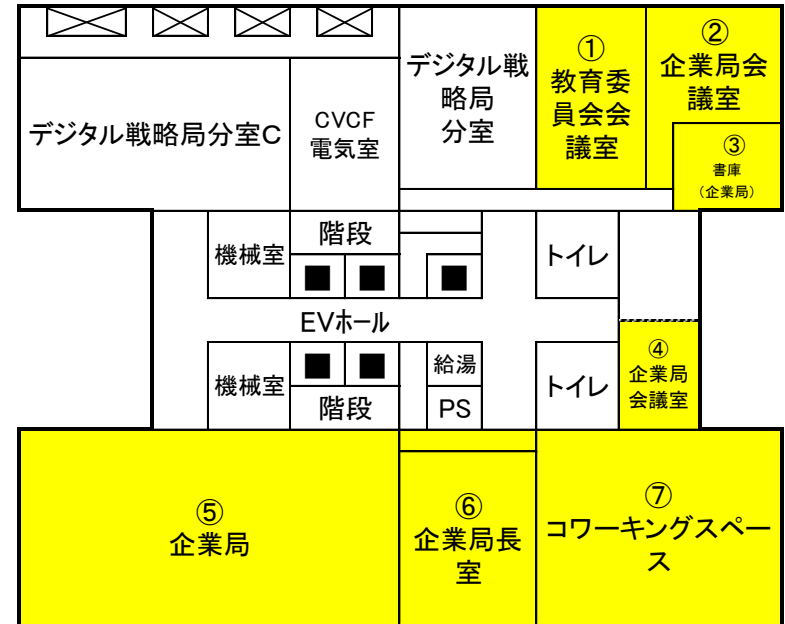 デジタル戦略局分室C
CVCF
電気室
デジタル戦
略局
分室
①
教育委
員会会
議室
②
企業局会
議室
③
書庫
（企業局）
機械室
階段
トイレ
EVホール
機械室
階段
給湯
PS
トイレ
④
企業局
会議室
⑤
企業局
⑥
企業局長
室
⑦
コワーキングスペー
ス